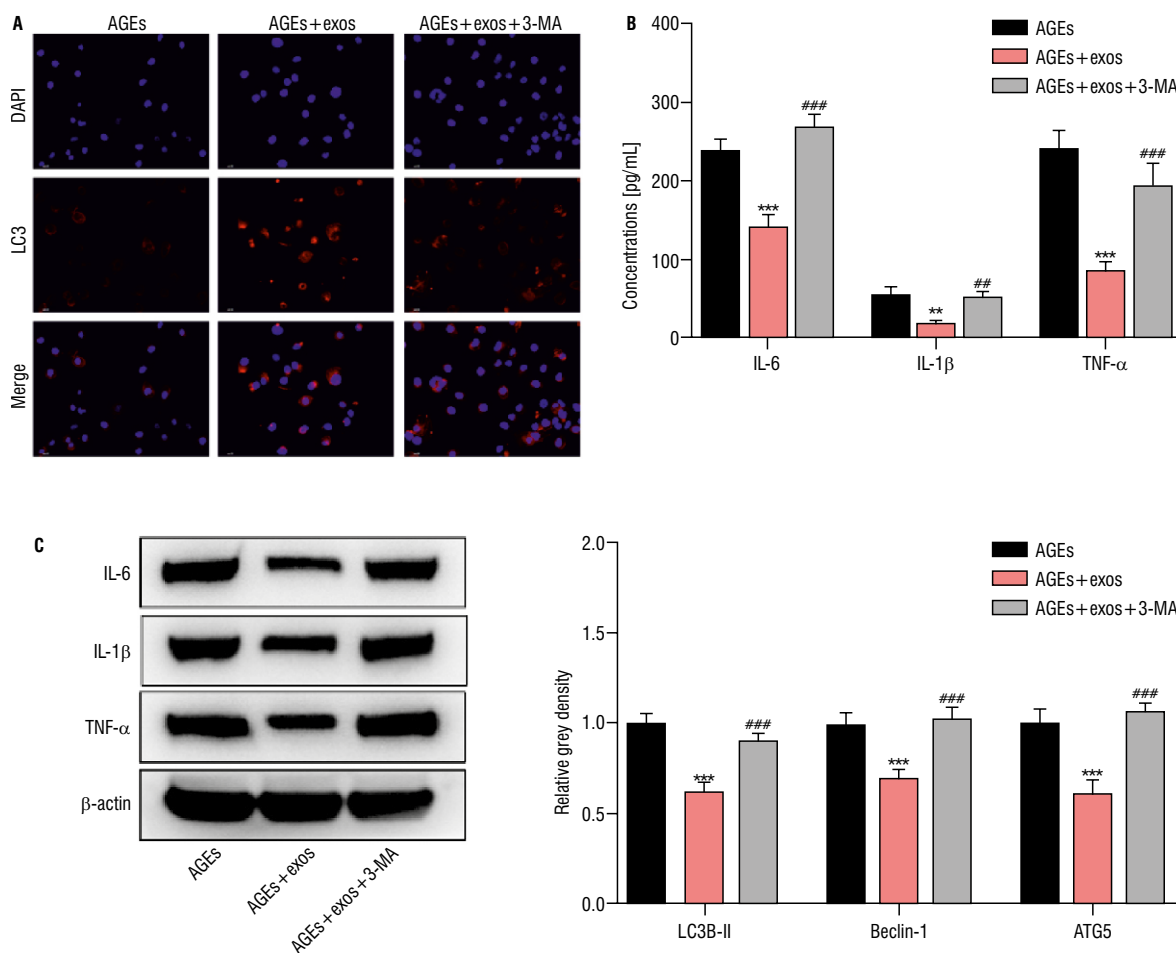 A
AGEs
AGEs+exos
AGEs+exos+3-MA
DAPI
LC3
Merge
B
AGEs
AGEs+exos
AGEs+exos+3-MA
Concentrations [pg/mL]
400
300
200
100
0
***
###
**
##
***
###
IL-6
IL-1β
TNF-α
C
IL-6
IL-1β
TNF-α
β-actin
AGEs
AGEs+exos
AGEs+exos+3-MA
AGEs
AGEs+exos
AGEs+exos+3-MA
Relative grey density
2.0
1.5
1.0
0.5
0.0
***
###
***
###
***
###
LC3B-II
Beclin-1
ATG5